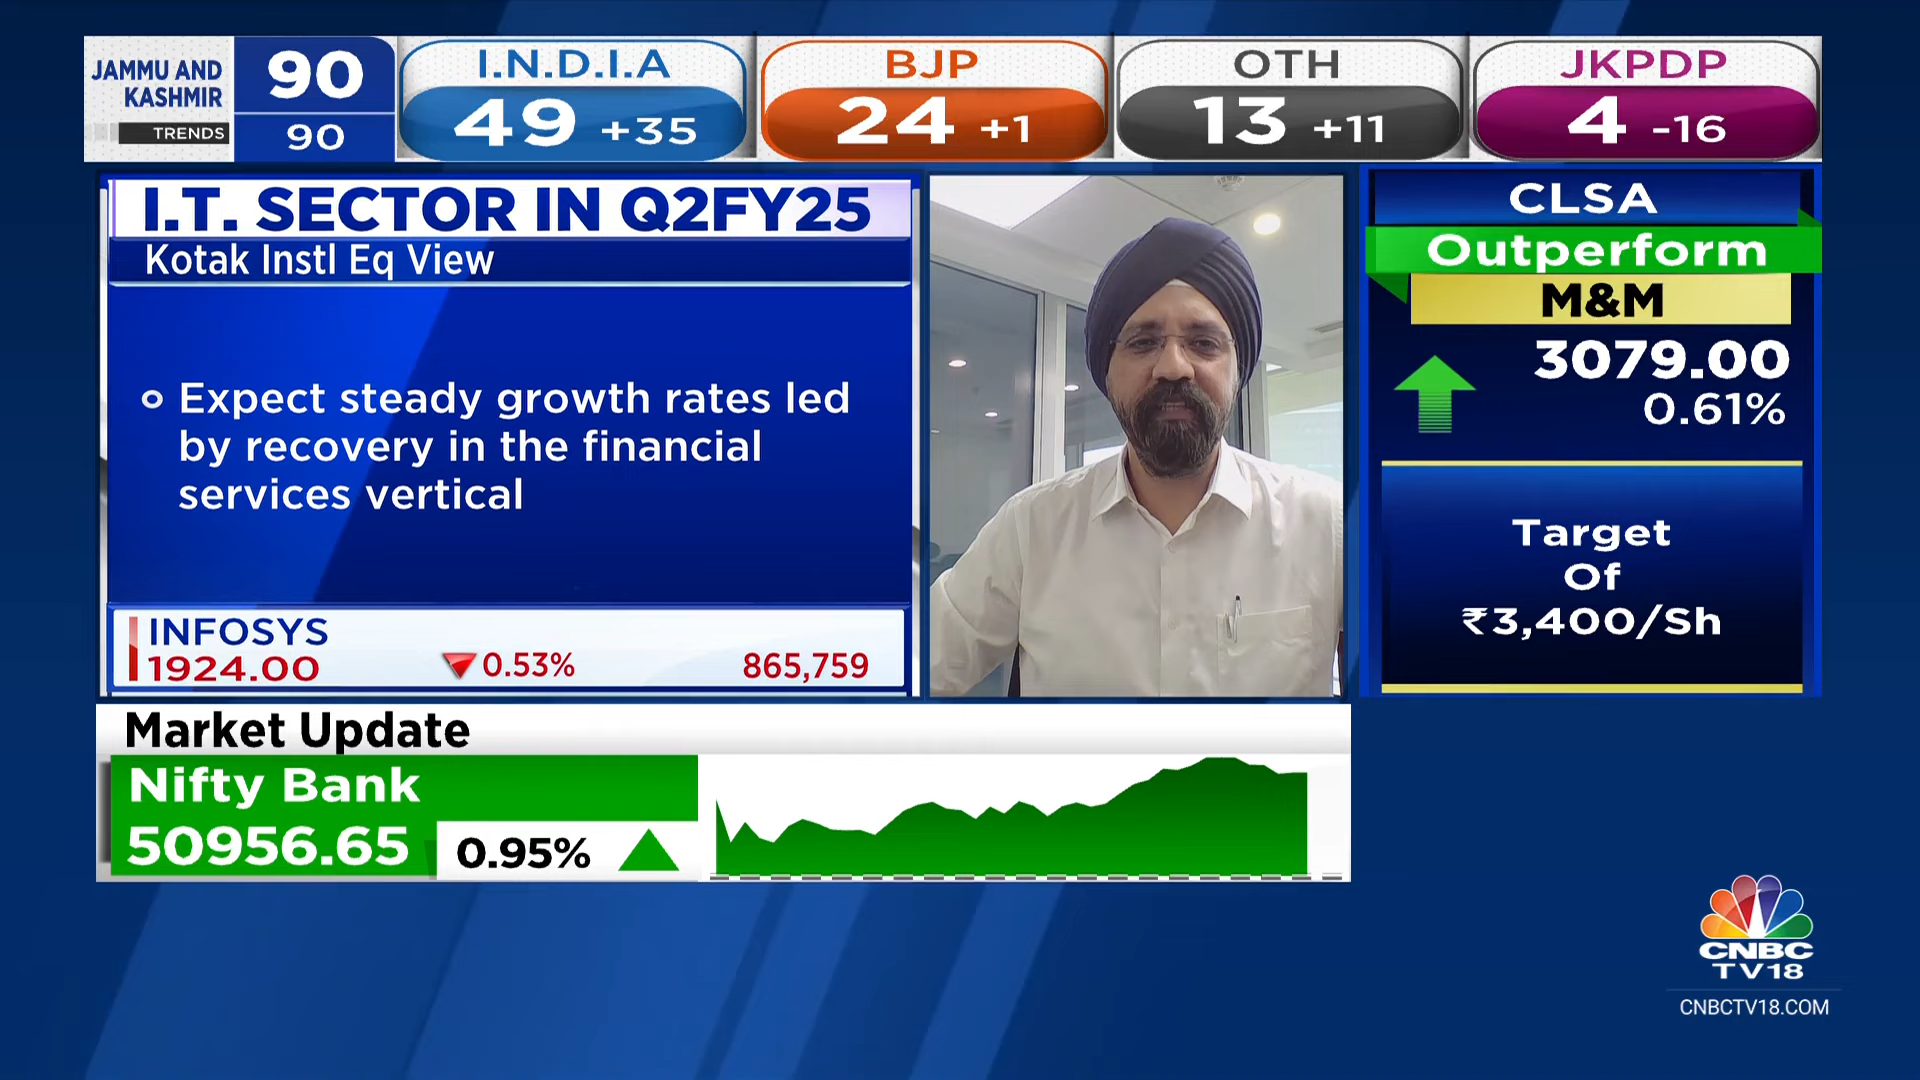 JAMMU AND
KASHMIR
TRENDS
90
90
I.N.D.I.A
49 +35
BJP
24 +1
OTH
13 +11
JKPDP
4 -16
I.T. SECTOR IN Q2FY25
Kotak Instl Eq View
Expect steady growth rates led
by recovery in the financial
services vertical
INFOSYS
1924.00 0.53% 865,759
CLSA
Outperform
M&M
3079.00
0.61%
Target
Of
₹3,400/Sh
Market Update
Nifty Bank
50956.65 0.95%
CNBC
TV18
CNBCTV18.COM